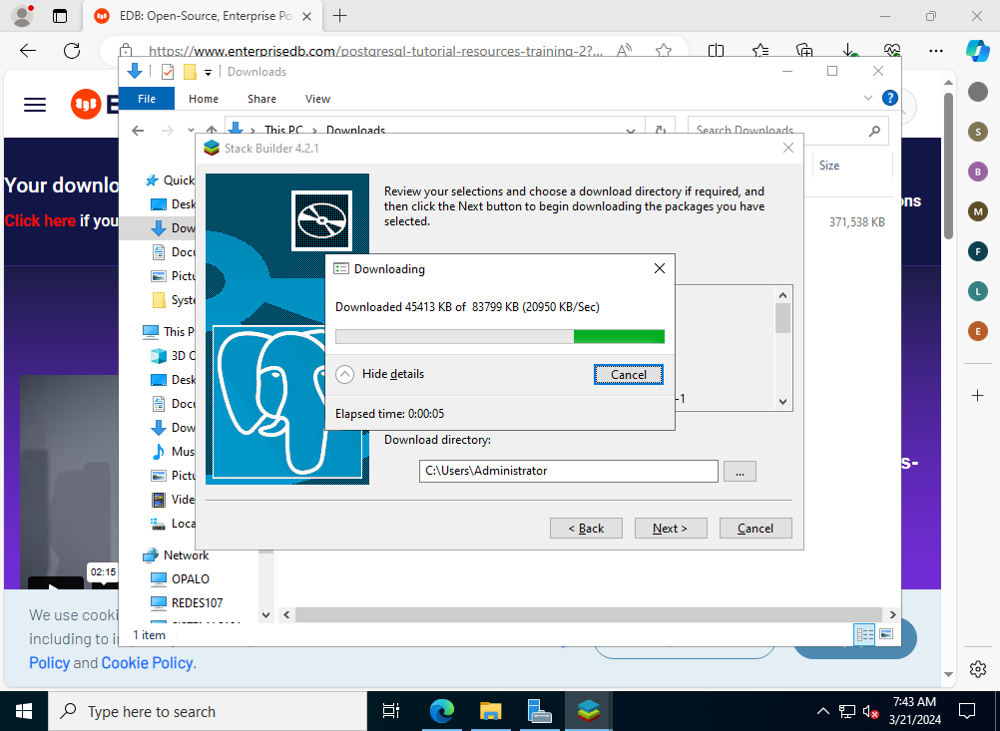 EDB: Open-Source, Enterprise Po
https://www.enterprisedb.com/postgresql-tutorial-resources-training-2?...
Downloads
File
Home
Share
View
This PC
Downloads
Search Downloads
Stack Builder 4.2.1
Size
371,538 KB
Your downlo
ons
Click here if you
Quick
Desk
Dow
Docu
Pictu
Syste
This P
3D O
Desk
Docu
Dow
Mus
Pictu
Vide
Loca
Network
OPALO
REDES107
Review your selections and choose a download directory if required, and
then click the Next button to begin downloading the packages you have
selected.
Downloading
Downloaded 45413 KB of 83799 KB (20950 KB/Sec)
Hide details
Cancel
Elapsed time: 0:00:05
-1
Download directory:
C:\Users\Administrator
...
< Back
Next >
Cancel
s-
02:15
1 item
We use cooki
including to i
Policy and Cookie Policy.
S
B
M
F
L
E
Type here to search
7:43 AM
3/21/2024